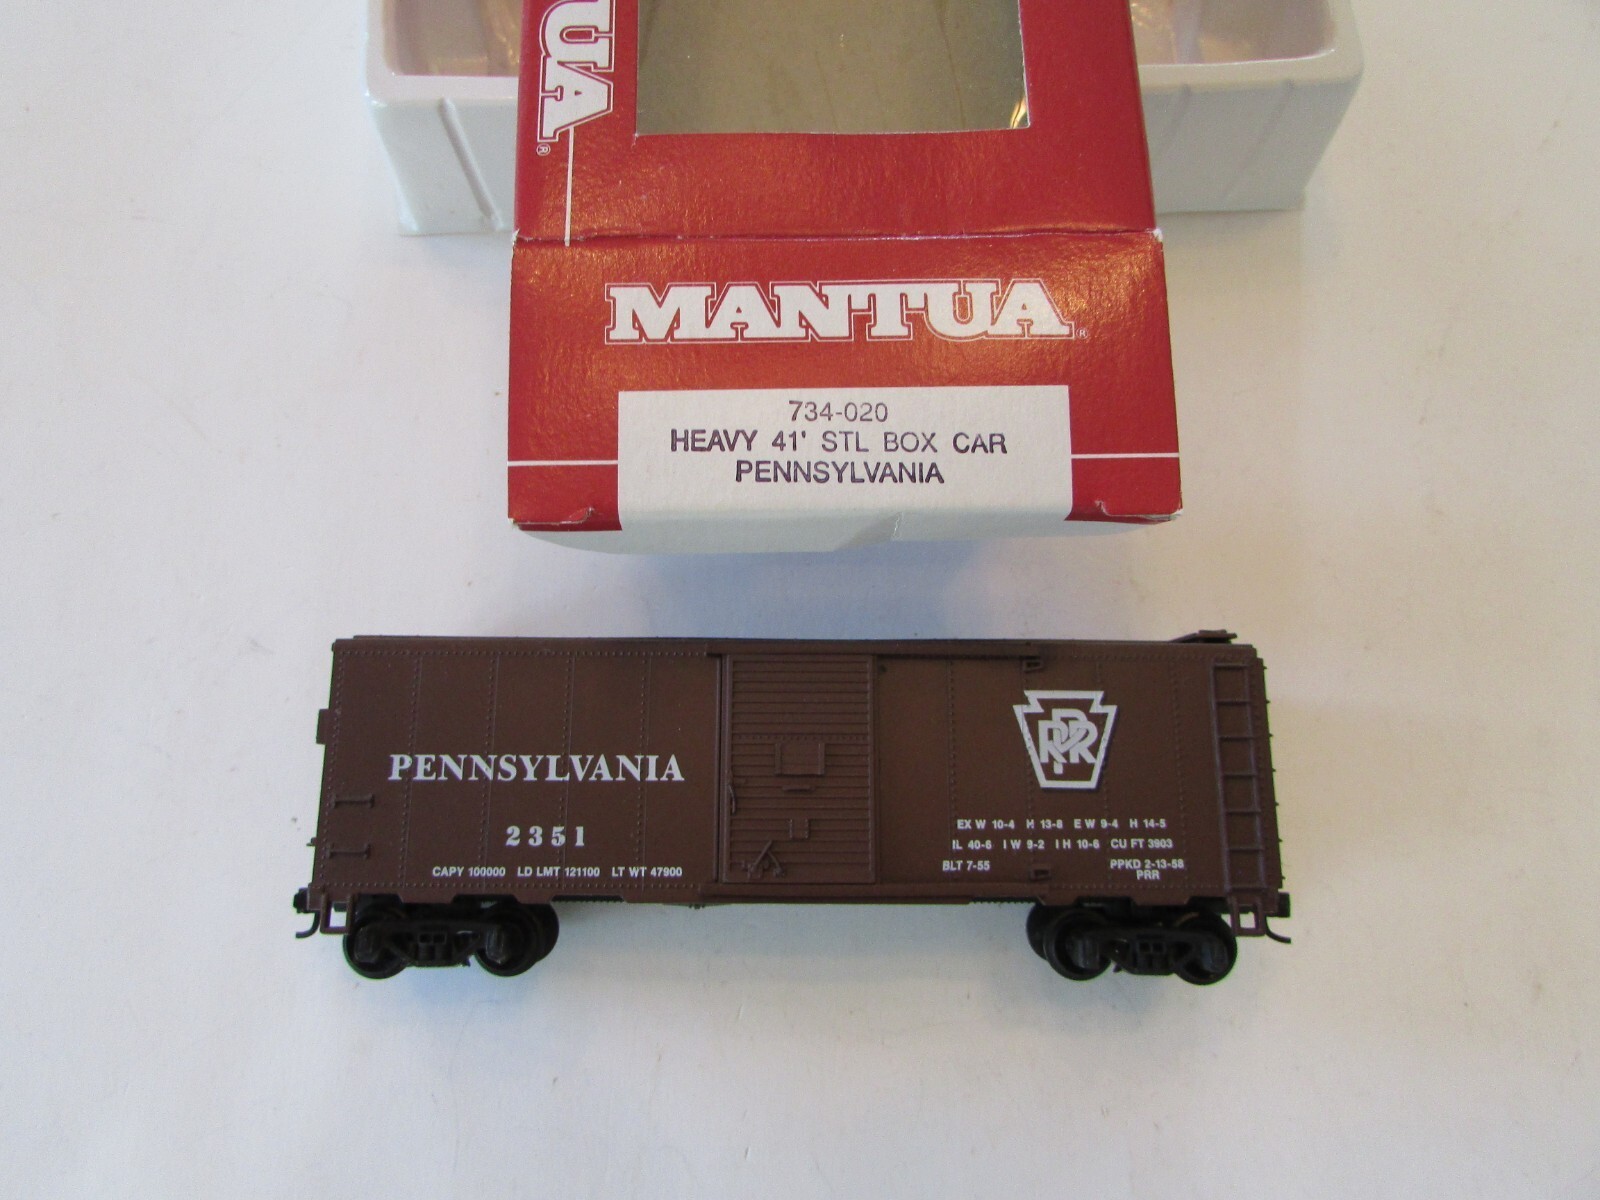 UA®
MANTUA®
734-020
HEAVY 41' STL BOX CAR
PENNSYLVANIA
PENNSYLVANIA
2351
CAPY 100000 LD LMT 121100 LT WT 47900
PRR
EX W 10-4 H 13-8 E W 9-4 H 14-5
IL 40-6 I W 9-2 I H 10-6 CU FT 3903
BLT 7-55 PPKD 2-13-58
PRR